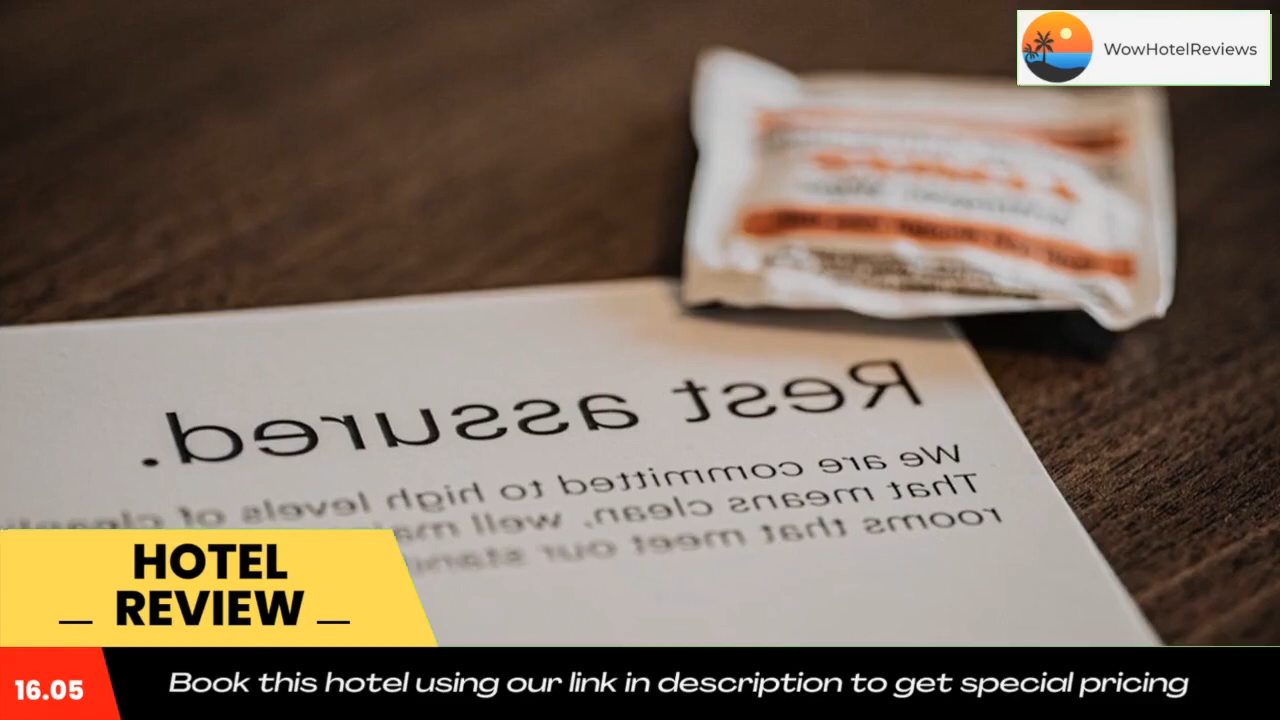 WowHotelReviews
Rest assured.
We are committed to high levels of
That means clean, well
rooms that meet our
HOTEL
REVIEW
16.05
Book this hotel using our link in description to get special pricing